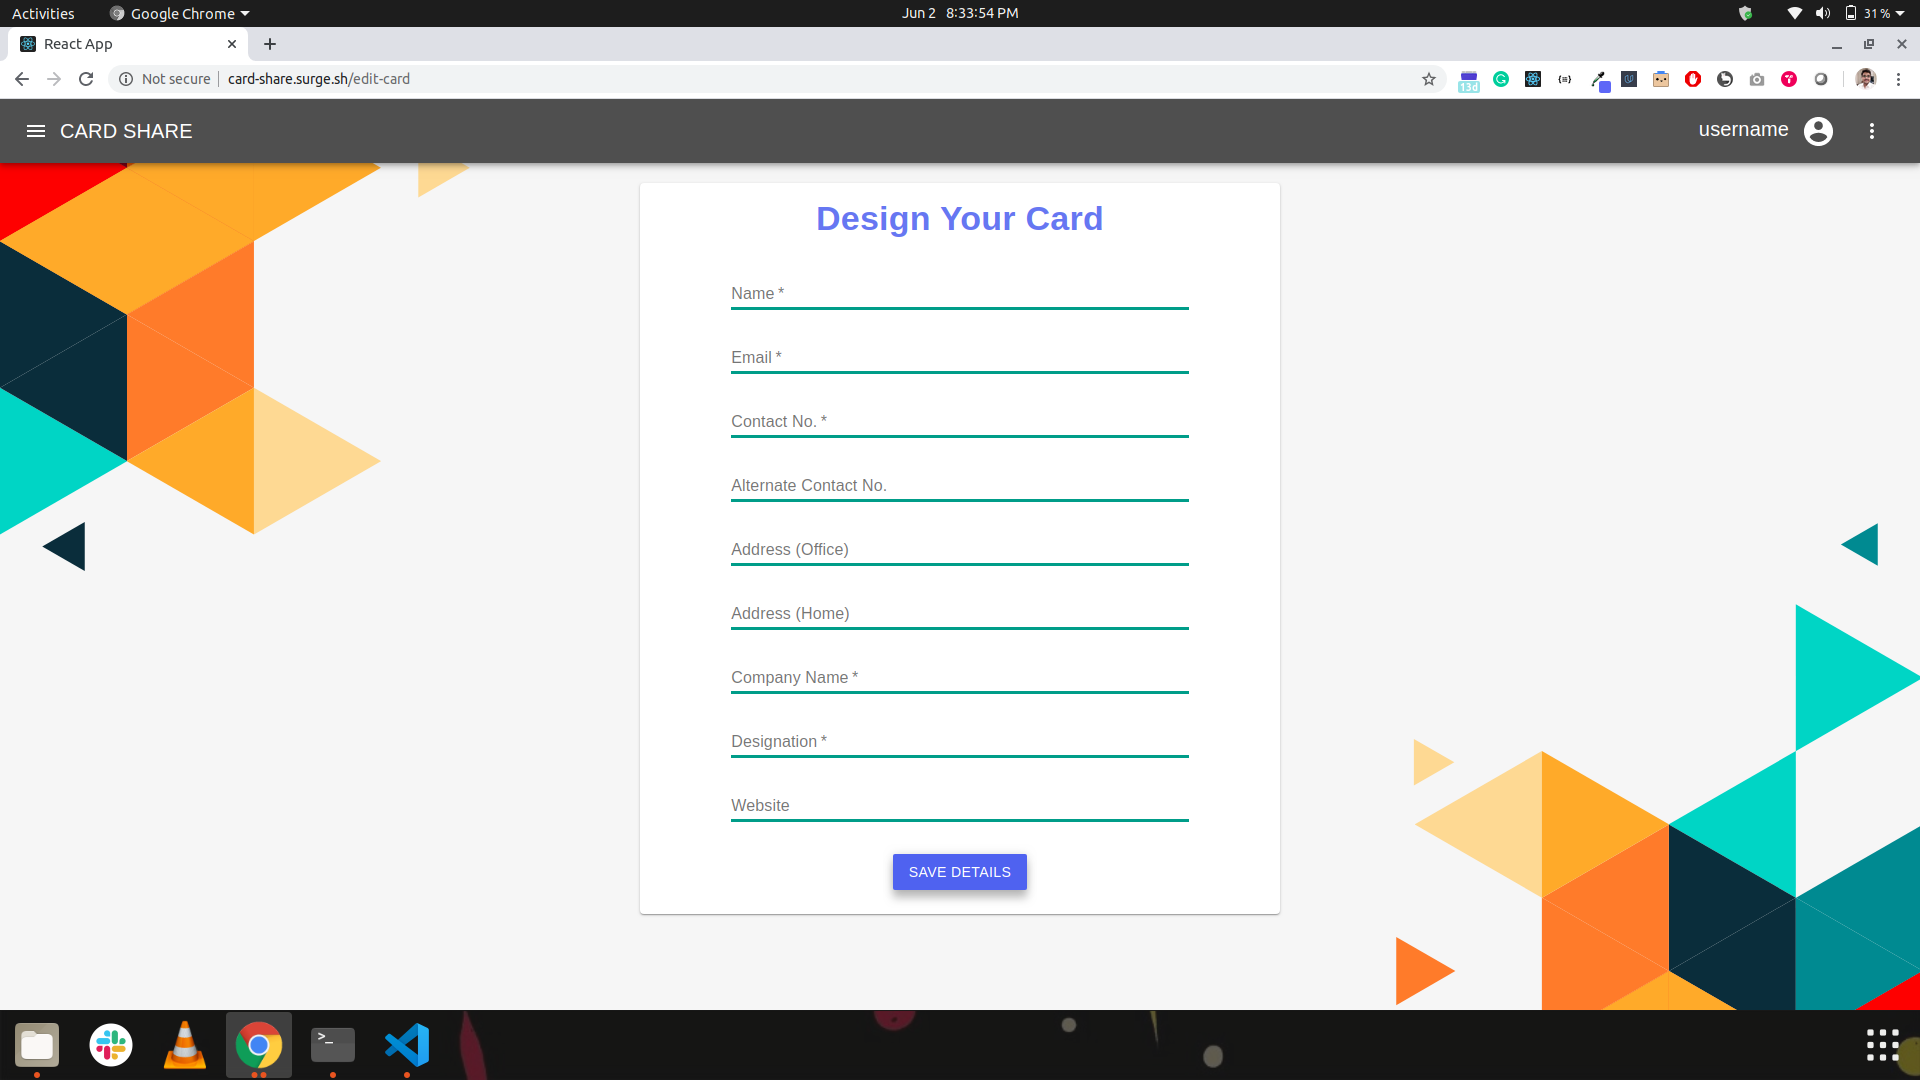 Activities Google Chrome Jun 2 8:33:54 PM 31 %
React App
Not secure card-share.surge.sh/edit-card
13d
CARD SHARE username
Design Your Card
Name *
Email *
Contact No. *
Alternate Contact No.
Address (Office)
Address (Home)
Company Name *
Designation *
Website
SAVE DETAILS
>_